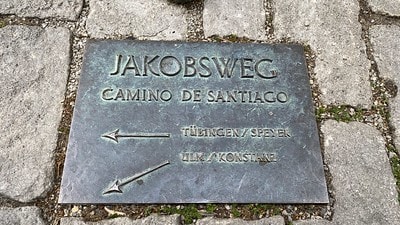 JAKOBSWEG
CAMINO DE SANTIAGO
TÜBINGEN/SPEYER
ULM/KONSTANZ